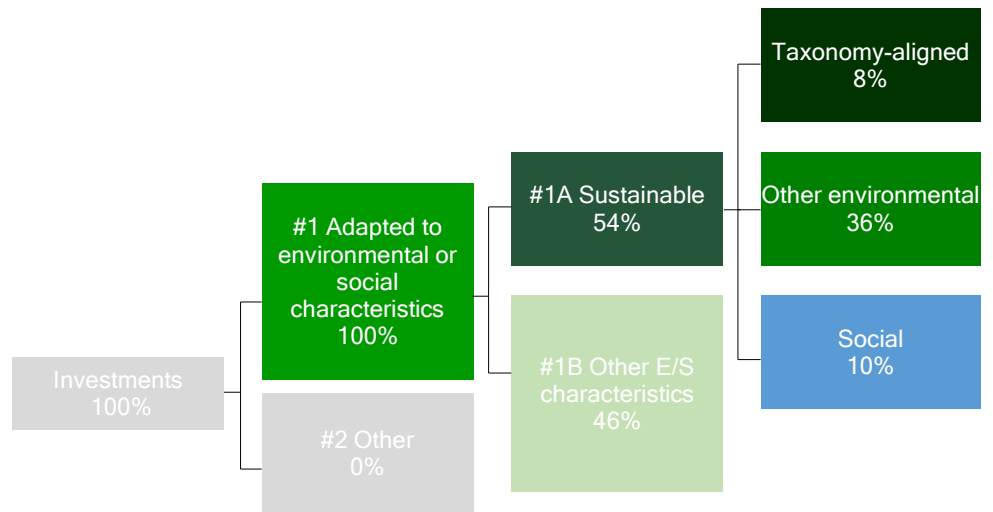 Investments
100%
#1 Adapted to
environmental or
social
characteristics
100%
#2 Other
0%
#1A Sustainable
54%
#1B Other E/S
characteristics
46%
Taxonomy-aligned
8%
Other environmental
36%
Social
10%